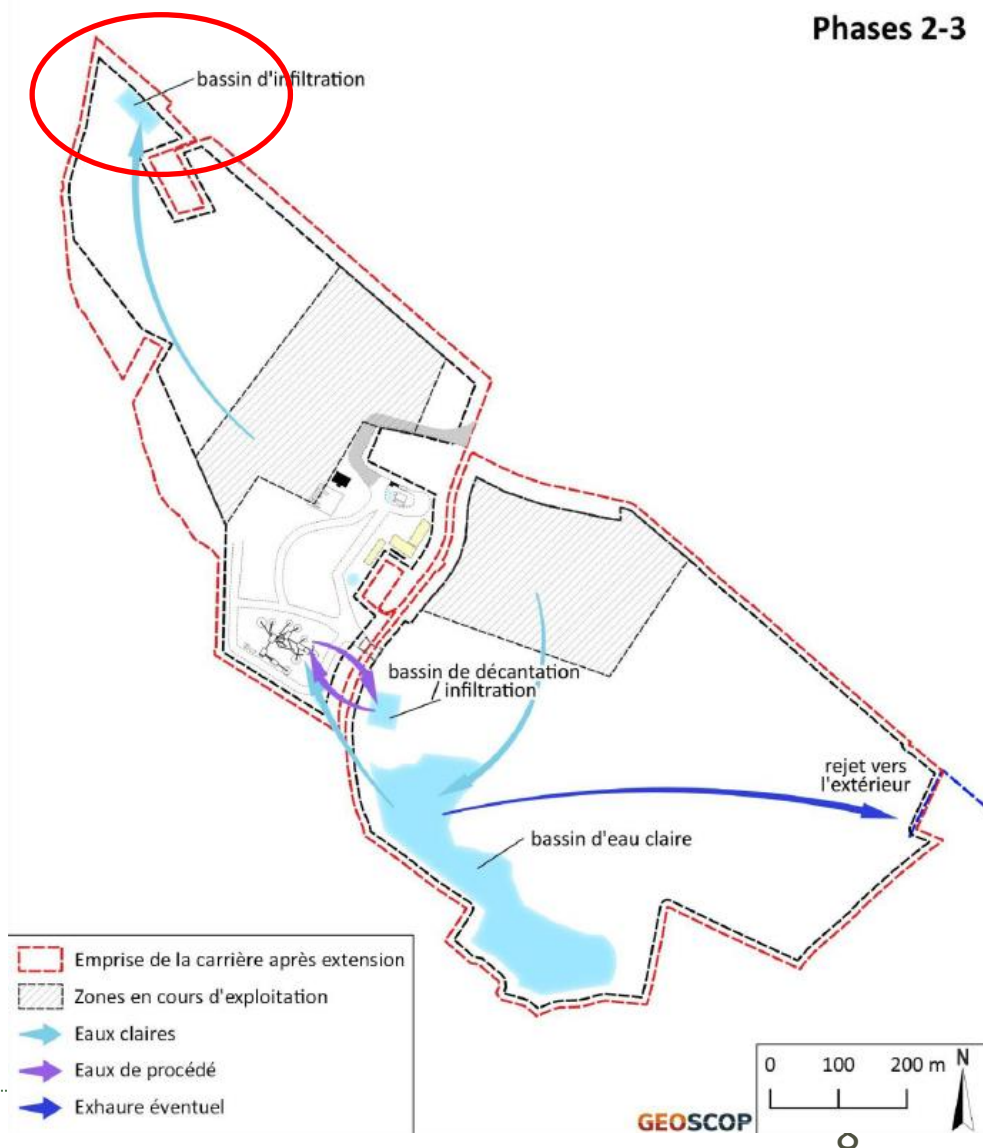 Phases 2-3
bassin d'infiltration
bassin de décantation
/ infiltration
rejet vers
l'extérieur
bassin d'eau claire
Emprise de la carrière après extension
Zones en cours d'exploitation
Eaux claires
Eaux de procédé
Exhaure éventuel
0 100 200 m N
GEOSCOP
8